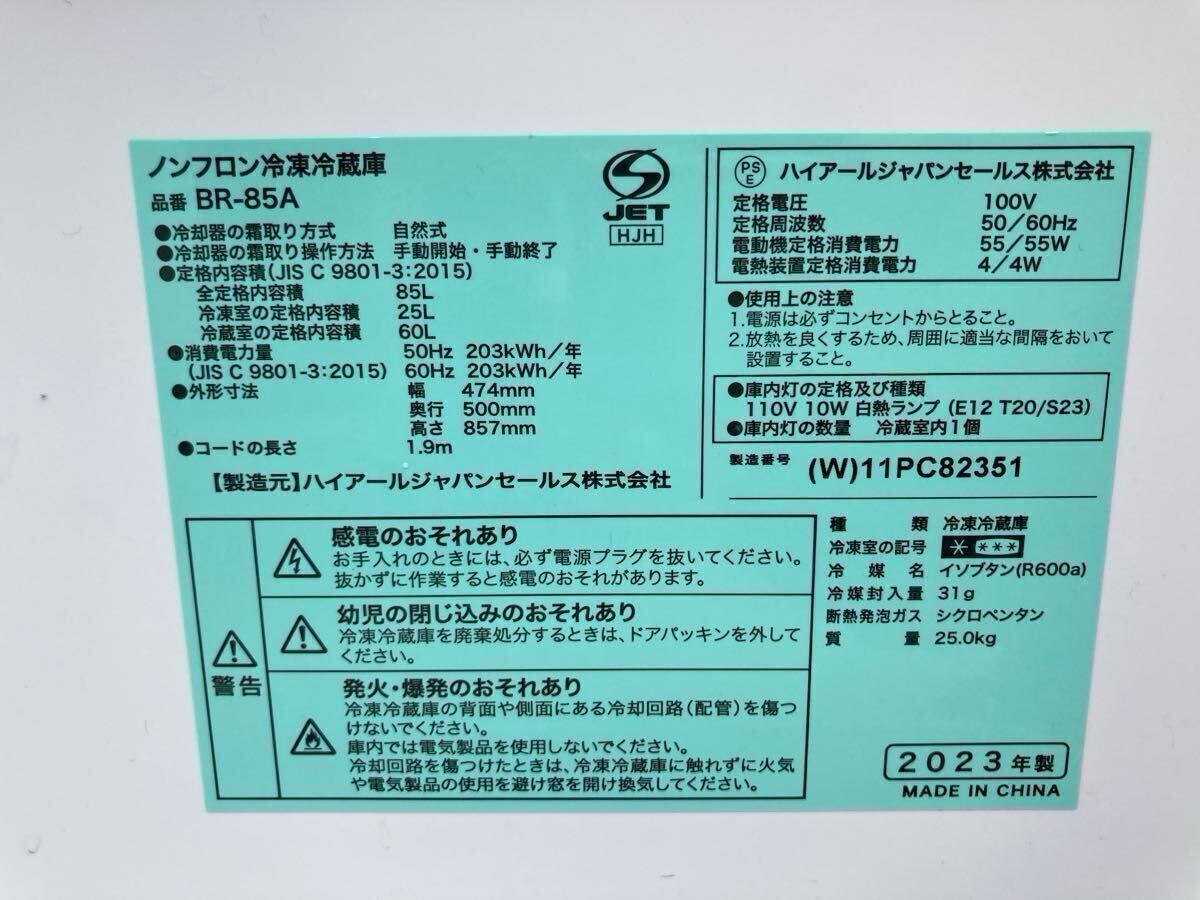 ノンフロン冷凍冷蔵庫
品番 BR-85A
●冷却器の霜取り方式 自然式
●冷却器の霜取り操作方法 手動開始・手動終了
●定格内容積(JIS C 9801-3:2015)
全定格内容積 85L
冷凍室の定格内容積 25L
冷蔵室の定格内容積 60L
●消費電力量 50Hz 203kWh/年
(JIS C 9801-3:2015) 60Hz 203kWh/年
●外形寸法 幅 474mm
奥行 500mm
高さ 857mm
●コードの長さ 1.9m
【製造元】ハイアールジャパンセールス株式会社
JET
HJH
PS
E
ハイアールジャパンセールス株式会社
定格電圧 100V
定格周波数 50/60Hz
電動機定格消費電力 55/55W
電熱装置定格消費電力 4/4W
●使用上の注意
1.電源は必ずコンセントからとること。
2.放熱を良くするため、周囲に適当な間隔をおいて
設置すること。
●庫内灯の定格及び種類
110V 10W 白熱ランプ (E12 T20/S23)
●庫内灯の数量 冷蔵室内1個
製造番号 (W)11PC82351
警告
感電のおそれあり
お手入れのときには、必ず電源プラグを抜いてください。
抜かずに作業すると感電のおそれがあります。
幼児の閉じ込みのおそれあり
冷凍冷蔵庫を廃棄処分するときは、ドアパッキンを外して
ください。
発火・爆発のおそれあり
冷凍冷蔵庫の背面や側面にある冷却回路(配管)を傷つ
けないでください。
庫内では電気製品を使用しないでください。
冷却回路を傷つけたときは、冷凍冷蔵庫に触れずに火気
や電気製品の使用を避け窓を開け換気してください。
種類 冷凍冷蔵庫
冷凍室の記号 * ***
冷媒名 イソブタン(R600a)
冷媒封入量 31g
断熱発泡ガス シクロペンタン
質量 25.0kg
2023年製
MADE IN CHINA